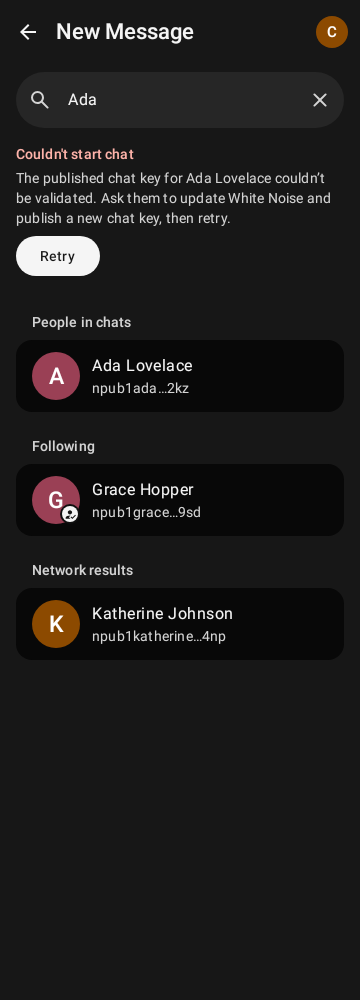 New Message
C
Ada
Couldn't start chat
The published chat key for Ada Lovelace couldn’t
be validated. Ask them to update White Noise and
publish a new chat key, then retry.
Retry
People in chats
A
Ada Lovelace
npub1ada…2kz
Following
G
Grace Hopper
npub1grace…9sd
Network results
K
Katherine Johnson
npub1katherine…4np